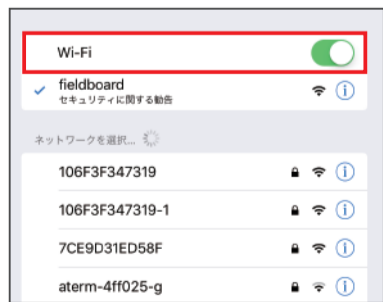 Wi-Fi
fieldboard
セキュリティに関する勧告
ネットワークを選択...
106F3F347319
106F3F347319-1
7CE9D31ED58F
aterm-4ff025-g